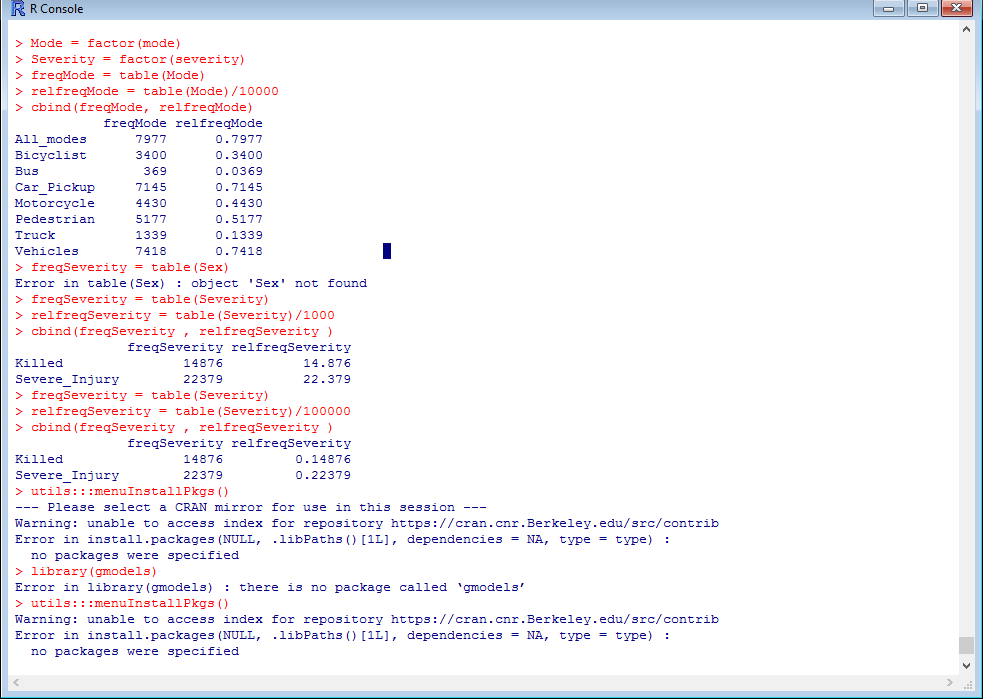 R Console
> Mode = factor(mode)
> Severity = factor(severity)
> freqMode = table(Mode)
> relfreqMode = table(Mode)/10000
> cbind(freqMode, relfreqMode)
           freqMode relfreqMode
All_modes      7977      0.7977
Bicyclist      3400      0.3400
Bus             369      0.0369
Car_Pickup     7145      0.7145
Motorcycle     4430      0.4430
Pedestrian     5177      0.5177
Truck          1339      0.1339
Vehicles       7418      0.7418
> freqSeverity = table(Sex)
Error in table(Sex) : object 'Sex' not found
> freqSeverity = table(Severity)
> relfreqSeverity = table(Severity)/1000
> cbind(freqSeverity , relfreqSeverity )
              freqSeverity relfreqSeverity
Killed               14876          14.876
Severe_Injury        22379          22.379
> freqSeverity = table(Severity)
> relfreqSeverity = table(Severity)/100000
> cbind(freqSeverity , relfreqSeverity )
              freqSeverity relfreqSeverity
Killed               14876         0.14876
Severe_Injury        22379         0.22379
> utils:::menuInstallPkgs()
--- Please select a CRAN mirror for use in this session ---
Warning: unable to access index for repository https://cran.cnr.Berkeley.edu/src/contrib
Error in install.packages(NULL, .libPaths()[1L], dependencies = NA, type = type) :
  no packages were specified
> library(gmodels)
Error in library(gmodels) : there is no package called ‘gmodels’
> utils:::menuInstallPkgs()
Warning: unable to access index for repository https://cran.cnr.Berkeley.edu/src/contrib
Error in install.packages(NULL, .libPaths()[1L], dependencies = NA, type = type) :
  no packages were specified